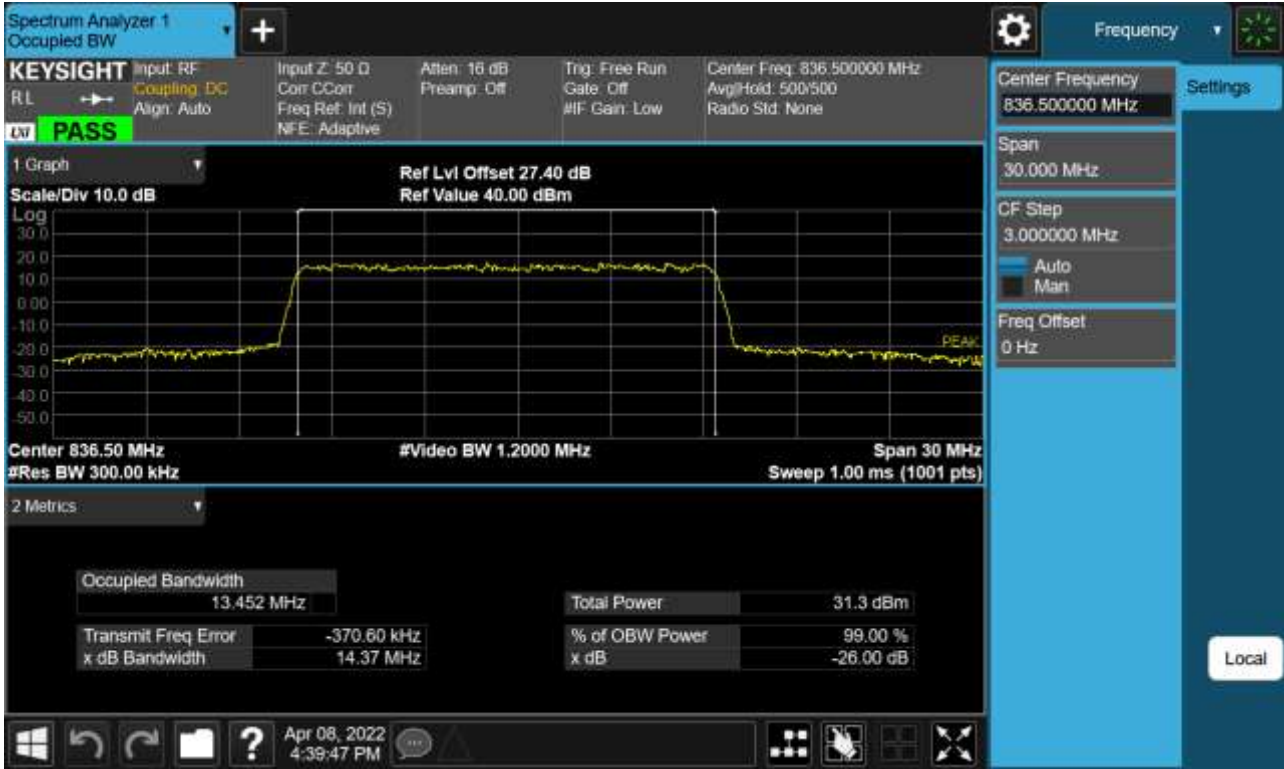 Spectrum Analyzer 1
Occupied BW
Frequency
KEYSIGHT
RL
LXI
PASS
Input: RF
Coupling: DC
Align: Auto
Input Z: 50 Ω
Corr CCorr
Freq Ref: Int (S)
NFE: Adaptive
Atten: 16 dB
Preamp: Off
Trig: Free Run
Gate: Off
#IF Gain: Low
Center Freq: 836.500000 MHz
Avg|Hold: 500/500
Radio Std: None
1 Graph
Scale/Div 10.0 dB
Ref Lvl Offset 27.40 dB
Ref Value 40.00 dBm
Log
30.0
20.0
10.0
0.00
-10.0
-20.0
-30.0
-40.0
-50.0
PEAK
Center 836.50 MHz
#Video BW 1.2000 MHz
Span 30 MHz
#Res BW 300.00 kHz
Sweep 1.00 ms (1001 pts)
2 Metrics
Occupied Bandwidth
13.452 MHz
Transmit Freq Error -370.60 kHz
x dB Bandwidth 14.37 MHz
Total Power 31.3 dBm
% of OBW Power 99.00 %
x dB -26.00 dB
Center Frequency
836.500000 MHz
Settings
Span
30.000 MHz
CF Step
3.000000 MHz
Auto
Man
Freq Offset
0 Hz
Local
?
Apr 08, 2022
4:39:47 PM